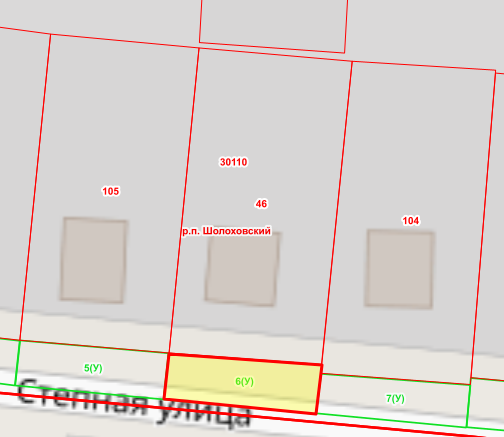 30110
105
46
104
р.п. Шолоховский
5(У)
6(У)
7(У)
Степная улица